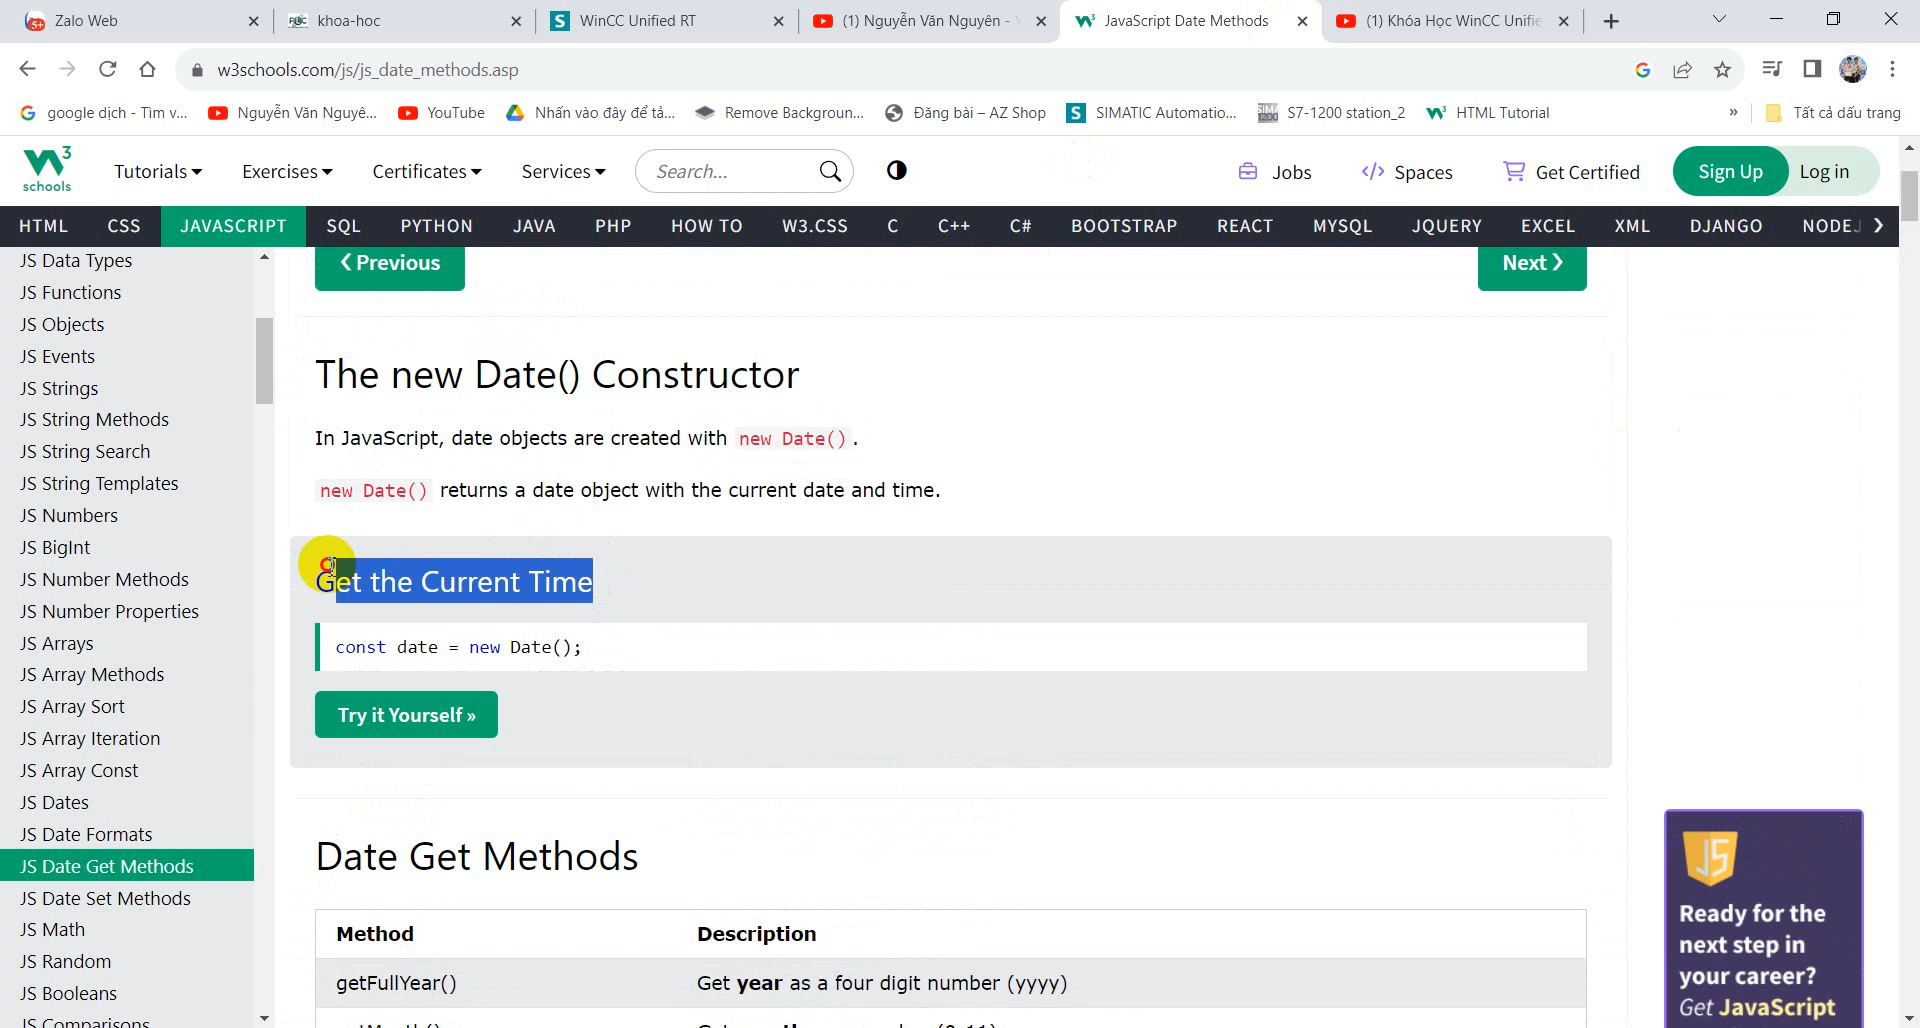 Zalo Web
khoa-hoc
WinCC Unified RT
(1) Nguyễn Văn Nguyên -
JavaScript Date Methods
(1) Khóa Học WinCC Unifie
w3schools.com/js/js_date_methods.asp
google dịch - Tìm v...
Nguyễn Văn Nguyê...
YouTube
Nhấn vào đây để tả...
Remove Backgroun...
Đăng bài – AZ Shop
SIMATIC Automatio...
S7-1200 station_2
HTML Tutorial
»
Tất cả dấu trang
schools
Tutorials
Exercises
Certificates
Services
Search...
Jobs
Spaces
Get Certified
Sign Up
Log in
HTML CSS JAVASCRIPT SQL PYTHON JAVA PHP HOW TO W3.CSS C C++ C# BOOTSTRAP REACT MYSQL JQUERY EXCEL XML DJANGO NODEJ ❯
JS Data Types
JS Functions
JS Objects
JS Events
JS Strings
JS String Methods
JS String Search
JS String Templates
JS Numbers
JS BigInt
JS Number Methods
JS Number Properties
JS Arrays
JS Array Methods
JS Array Sort
JS Array Iteration
JS Array Const
JS Dates
JS Date Formats
JS Date Get Methods
JS Date Set Methods
JS Math
JS Random
JS Booleans
JS Comparisons
❮ Previous
Next ❯
The new Date() Constructor
In JavaScript, date objects are created with new Date().
new Date() returns a date object with the current date and time.
Get the Current Time
const date = new Date();
Try it Yourself »
Date Get Methods
Method Description
getFullYear() Get year as a four digit number (yyyy)
JS
Ready for the
next step in
your career?
Get JavaScript